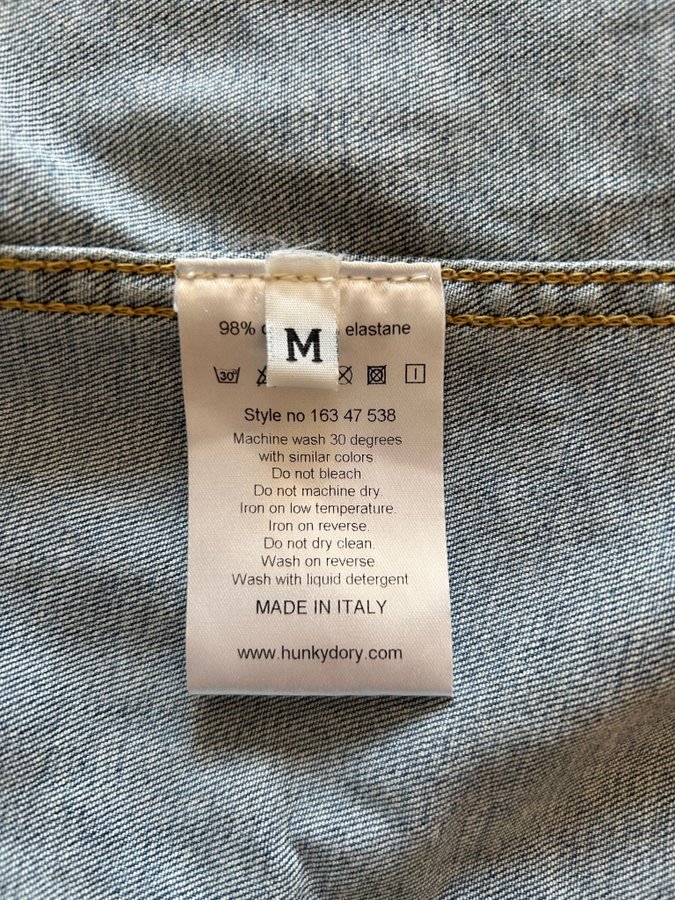 98% elastane
M
30°
Style no 163 47 538
Machine wash 30 degrees
with similar colors
Do not bleach
Do not machine dry.
Iron on low temperature.
Iron on reverse.
Do not dry clean.
Wash on reverse
Wash with liquid detergent
MADE IN ITALY
www.hunkydory.com